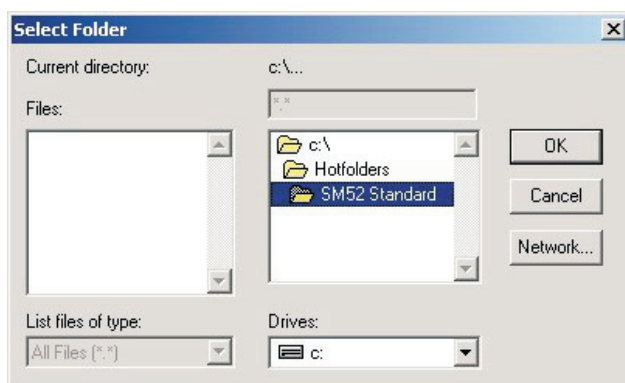 Select Folder
Current directory:
c:\...
Files:
*.*
c:\
Hotfolders
SM52 Standard
OK
Cancel
Network...
List files of type:
All Files (*.*)
Drives:
c: